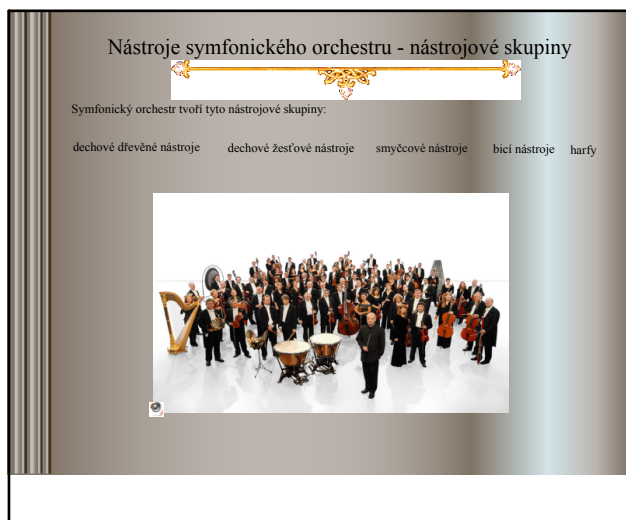 Nástroje symfonického orchestru - nástrojové skupiny
Symfonický orchestr tvoří tyto nástrojové skupiny:
dechové dřevěné nástroje dechové žesťové nástroje smyčcové nástroje bicí nástroje harfy